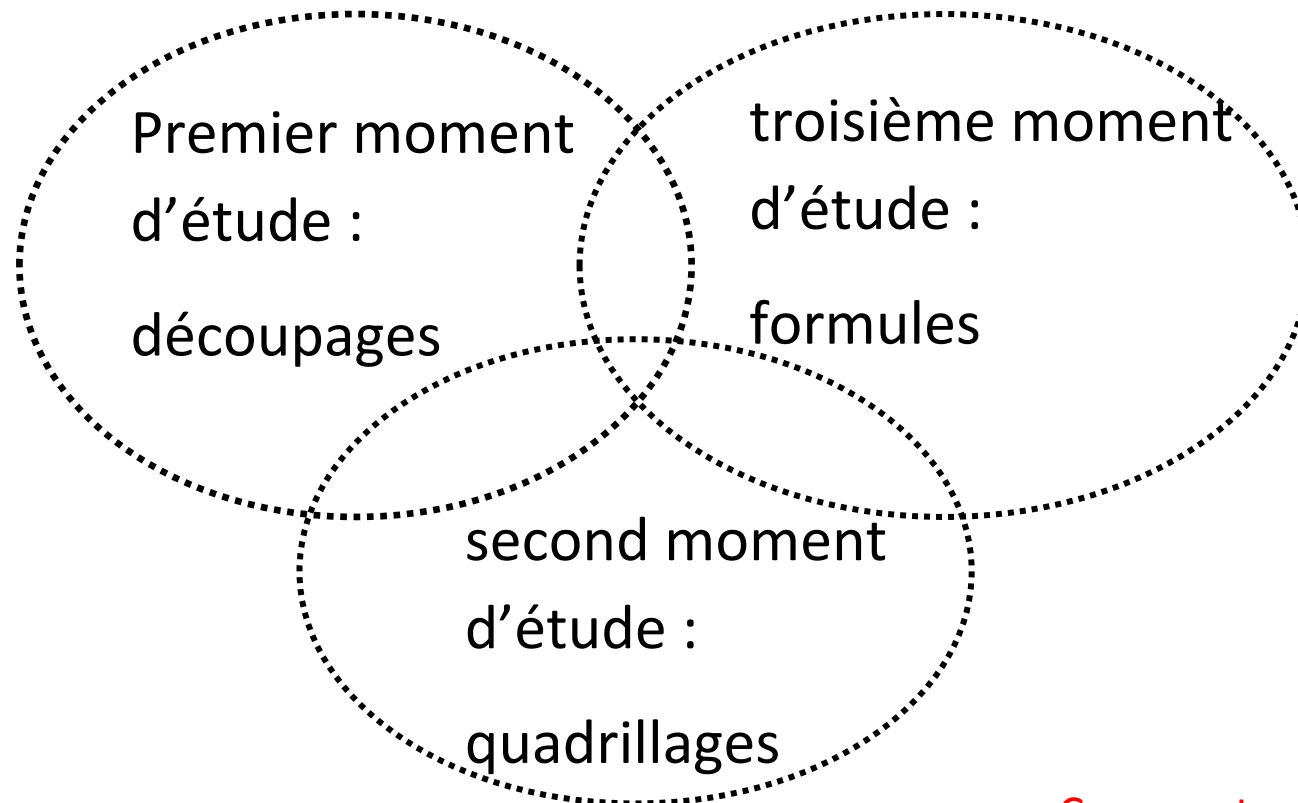 Premier moment
d’étude :
découpages
troisième moment
d’étude :
formules
second moment
d’étude :
quadrillages